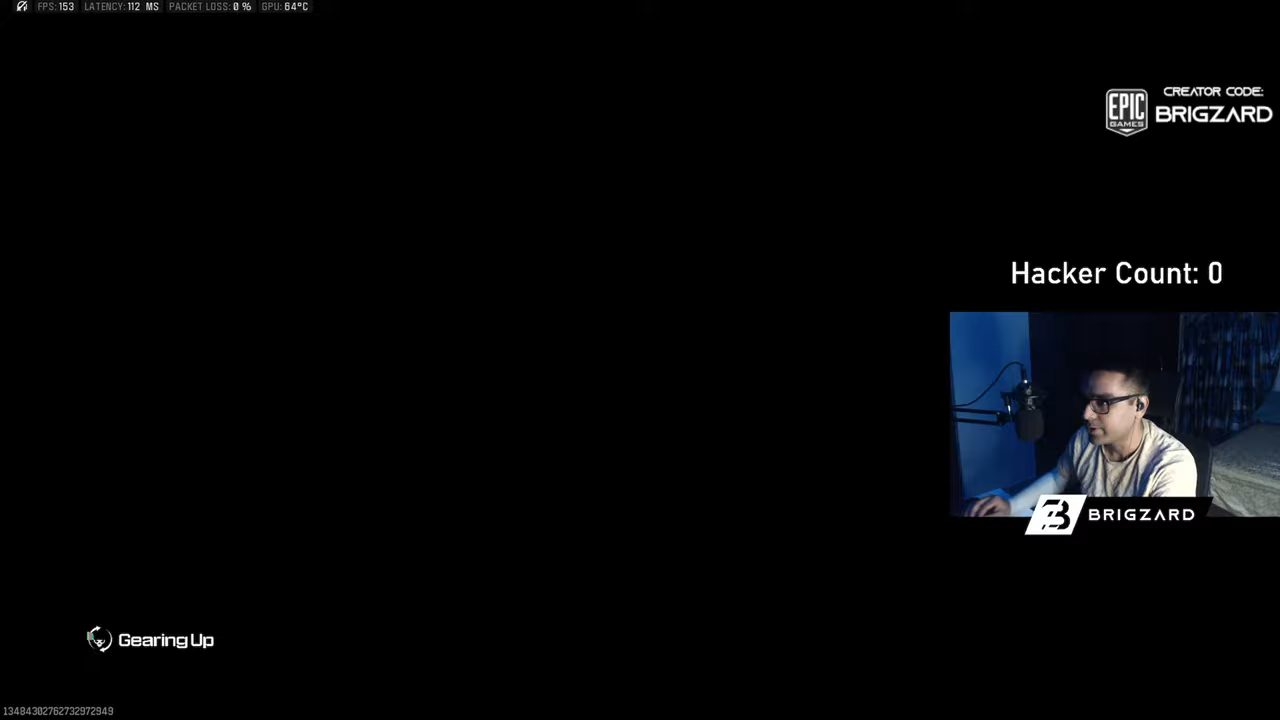 FPS: 153 LATENCY: 112 MS PACKET LOSS: 0 % GPU: 64°C
EPIC GAMES
CREATOR CODE:
BRIGZARD
Hacker Count: 0
BRIGZARD
Gearing Up
13484302762732972949